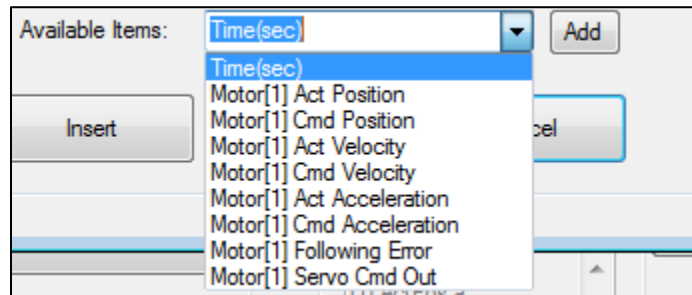 Available Items: Time(sec) Add
Time(sec)
Motor[1] Act Position
Motor[1] Cmd Position
Insert
Motor[1] Act Velocity
cel
Motor[1] Cmd Velocity
Motor[1] Act Acceleration
Motor[1] Cmd Acceleration
Motor[1] Following Error
Motor[1] Servo Cmd Out